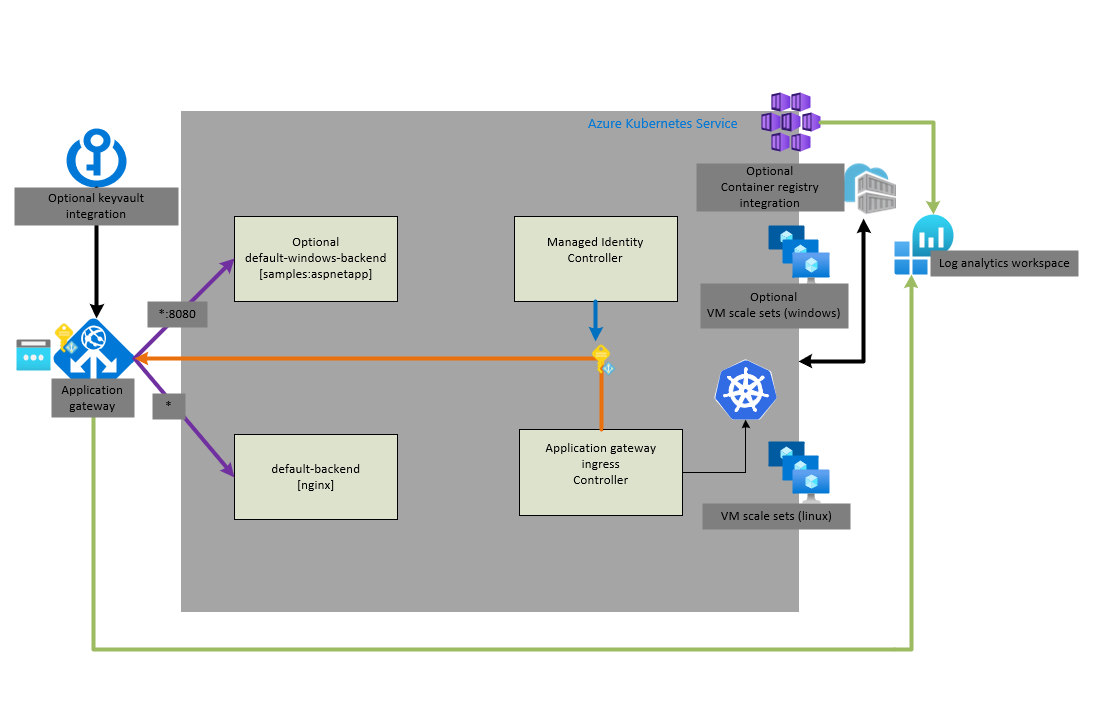 Azure Kubernetes Service
Optional keyvault
integration
Optional
Container registry
integration
Optional
default-windows-backend
[samples:aspnetapp]
Managed Identity
Controller
Log analytics workspace
Optional
VM scale sets (windows)
*:8080
Application
gateway
*
default-backend
[nginx]
Application gateway
ingress
Controller
VM scale sets (linux)